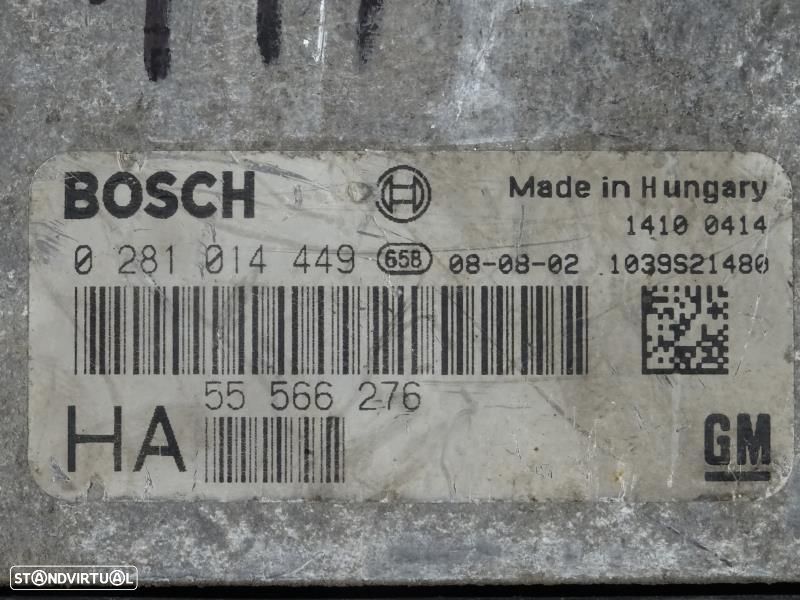 BOSCH
Made in Hungary
1410 0414
0 281 014 449 658 08-08-02 1039S21480
55 566 276
HA
GM
STANDVIRTUAL